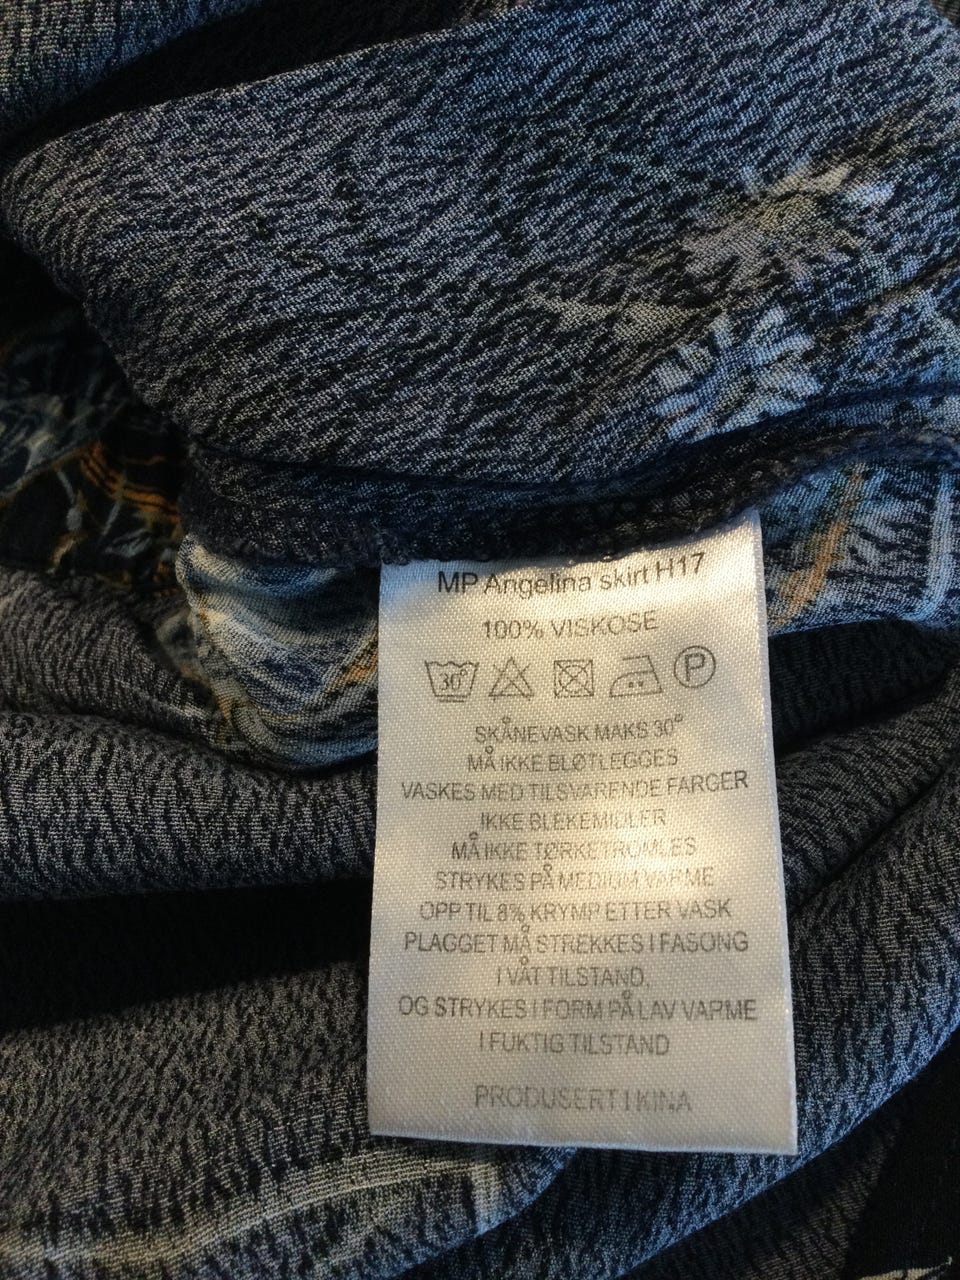 MP Angelina skirt H17
100% VISKOSE
30° P
SKÅNEVASK MAKS 30°
MÅ IKKE BLØTLEGGES
VASKES MED TILSVARENDE FARGER
IKKE BLEKEMIDLER
MÅ IKKE TØRKETROMLES
STRYKES PÅ MEDIUM VARME
OPP TIL 8% KRYMP ETTER VASK
PLAGGET MÅ STREKKES I FASONG
I VÅT TILSTAND,
OG STRYKES I FORM PÅ LAV VARME
I FUKTIG TILSTAND
PRODUSERT I KINA